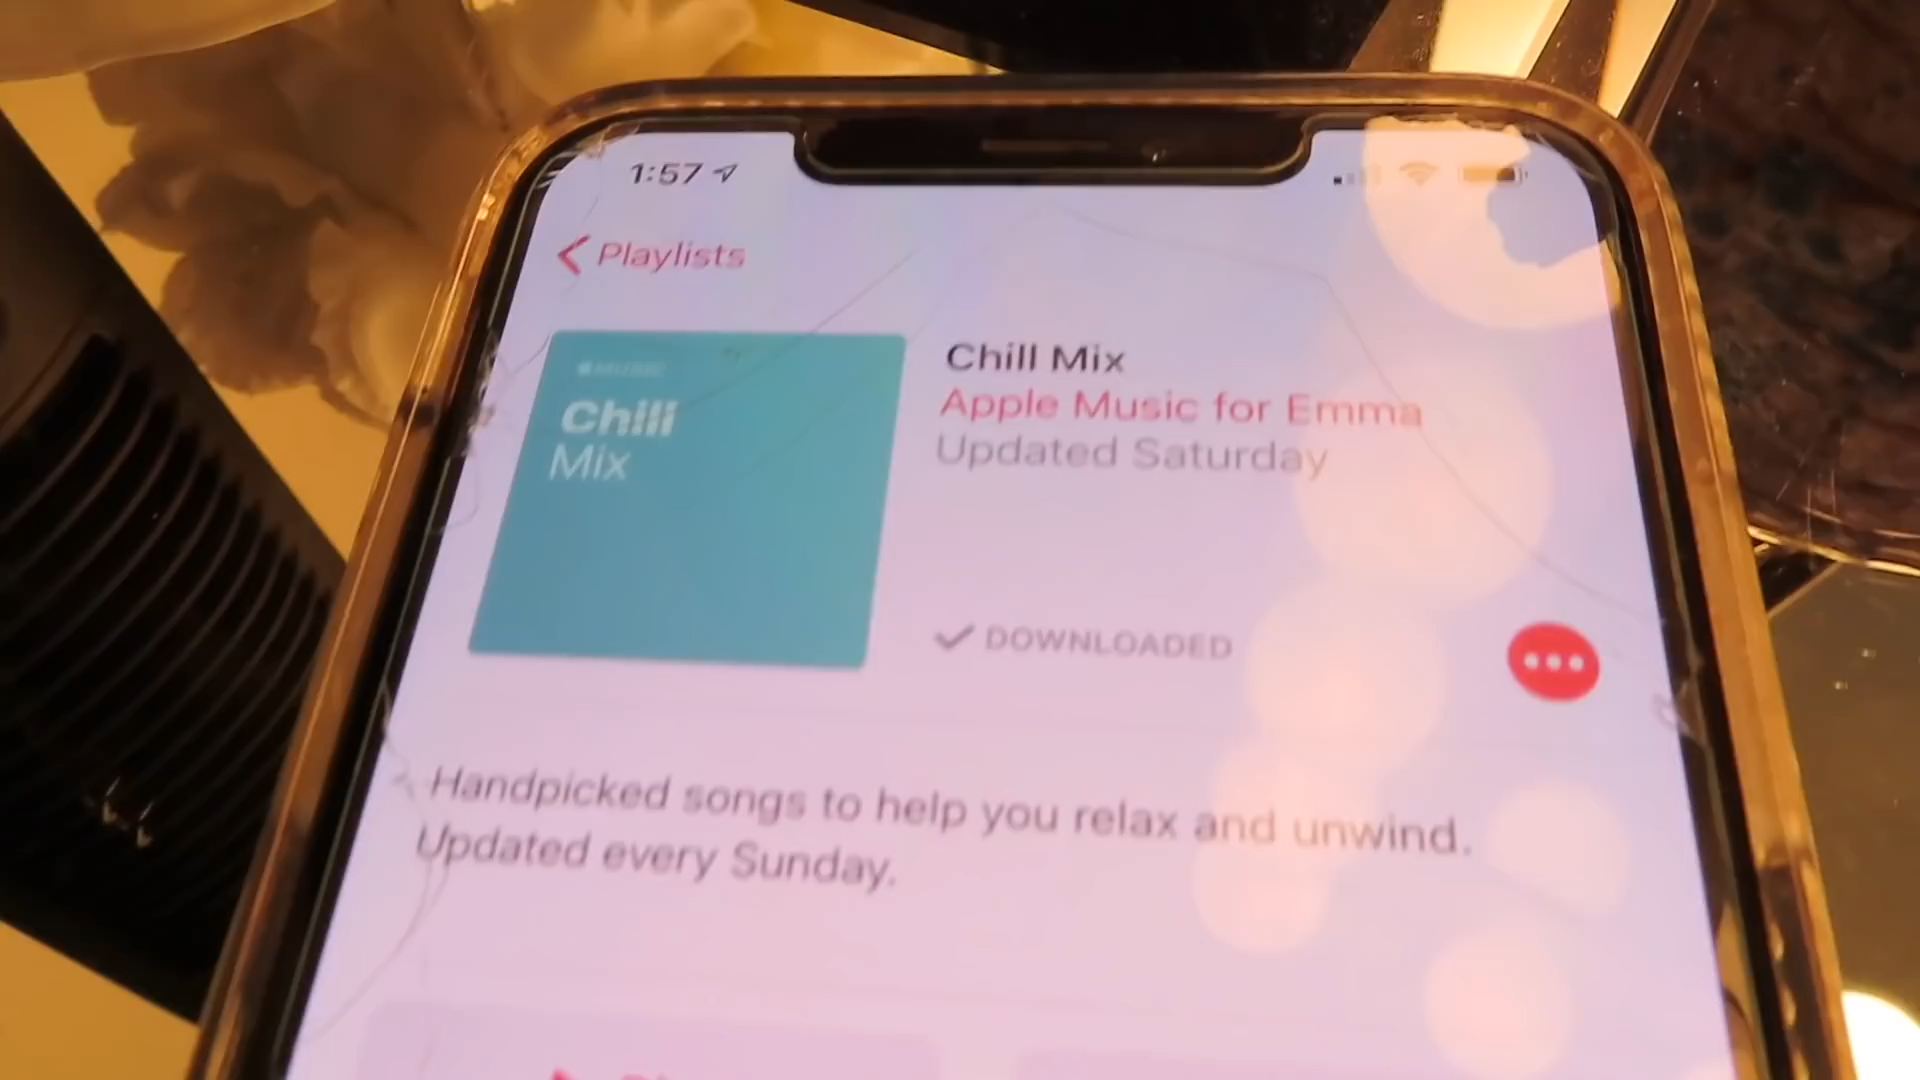 1:57
Playlists
MUSIC
Chill
Mix
Chill Mix
Apple Music for Emma
Updated Saturday
DOWNLOADED
Handpicked songs to help you relax and unwind.
Updated every Sunday.